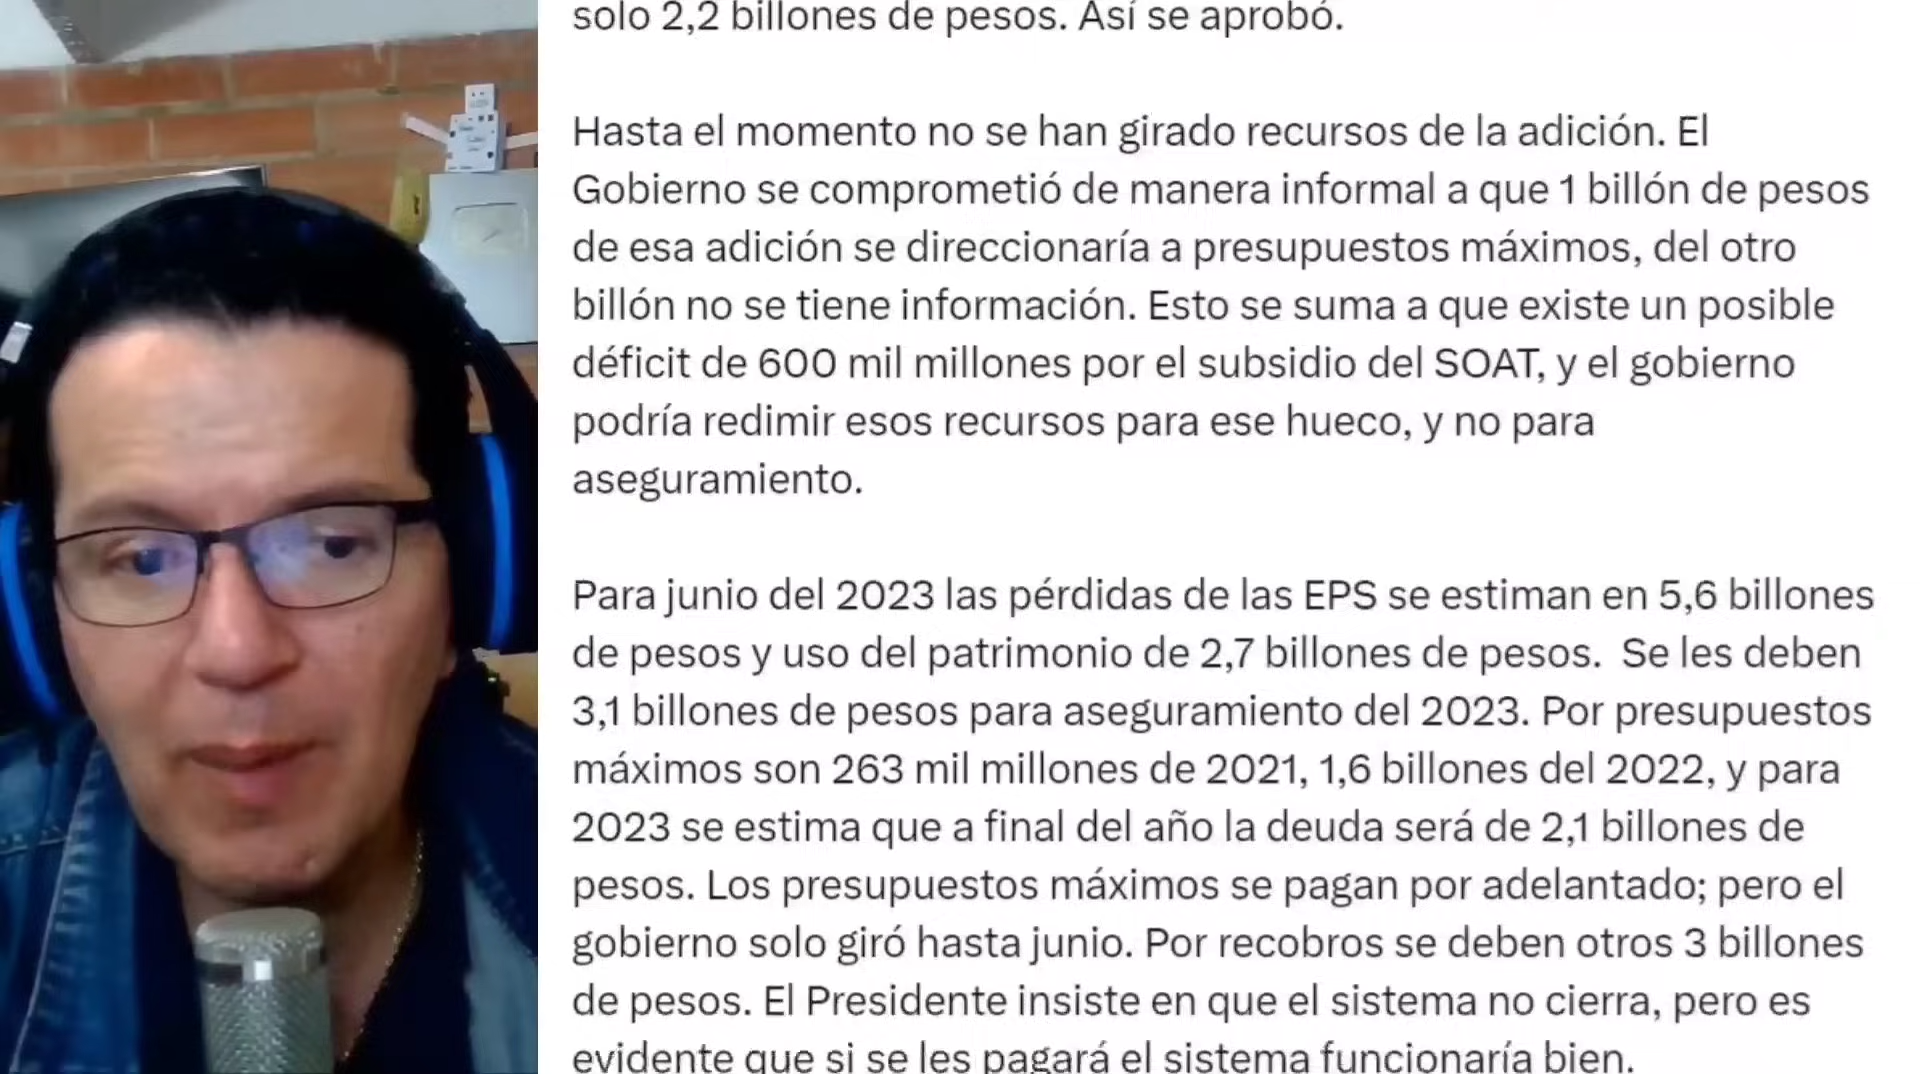 solo 2,2 billones de pesos. Así se aprobó.
Hasta el momento no se han girado recursos de la adición. El
Gobierno se comprometió de manera informal a que 1 billón de pesos
de esa adición se direccionaría a presupuestos máximos, del otro
billón no se tiene información. Esto se suma a que existe un posible
déficit de 600 mil millones por el subsidio del SOAT, y el gobierno
podría redimir esos recursos para ese hueco, y no para
aseguramiento.
Para junio del 2023 las pérdidas de las EPS se estiman en 5,6 billones
de pesos y uso del patrimonio de 2,7 billones de pesos. Se les deben
3,1 billones de pesos para aseguramiento del 2023. Por presupuestos
máximos son 263 mil millones de 2021, 1,6 billones del 2022, y para
2023 se estima que a final del año la deuda será de 2,1 billones de
pesos. Los presupuestos máximos se pagan por adelantado; pero el
gobierno solo giró hasta junio. Por recobros se deben otros 3 billones
de pesos. El Presidente insiste en que el sistema no cierra, pero es
evidente que si se les pagará el sistema funcionaría bien.